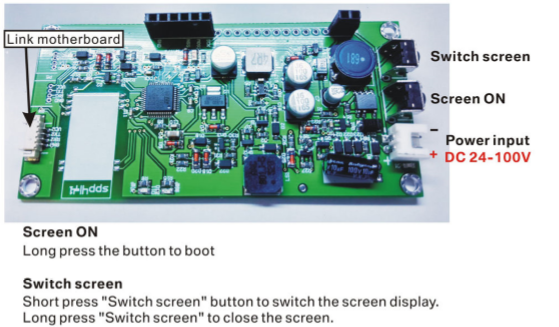 Link motherboard
Switch screen
Screen ON
− Power input
+ DC 24-100V
Screen ON
Long press the button to boot
Switch screen
Short press "Switch screen" button to switch the screen display.
Long press "Switch screen" to close the screen.